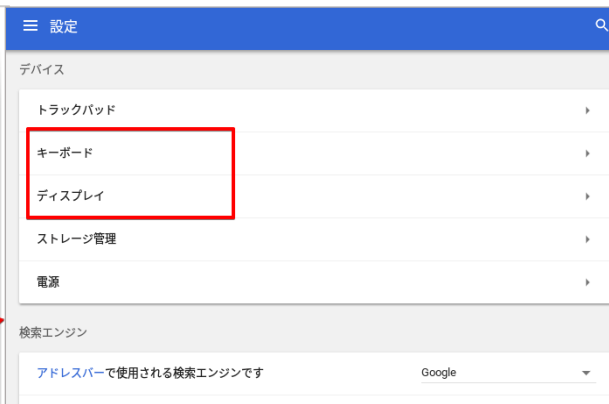 設定
デバイス
トラックパッド
キーボード
ディスプレイ
ストレージ管理
電源
検索エンジン
アドレスバーで使用される検索エンジンです Google